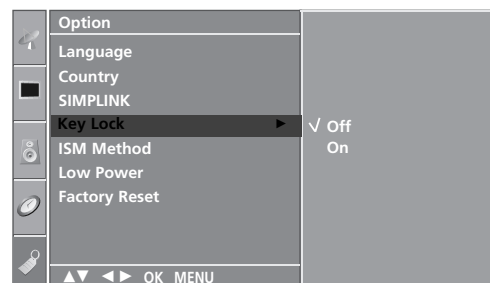 Option
Language
Country
SIMPLINK
Key Lock ►
ISM Method
Low Power
Factory Reset
√ Off
On
▲▼ ◄► OK MENU